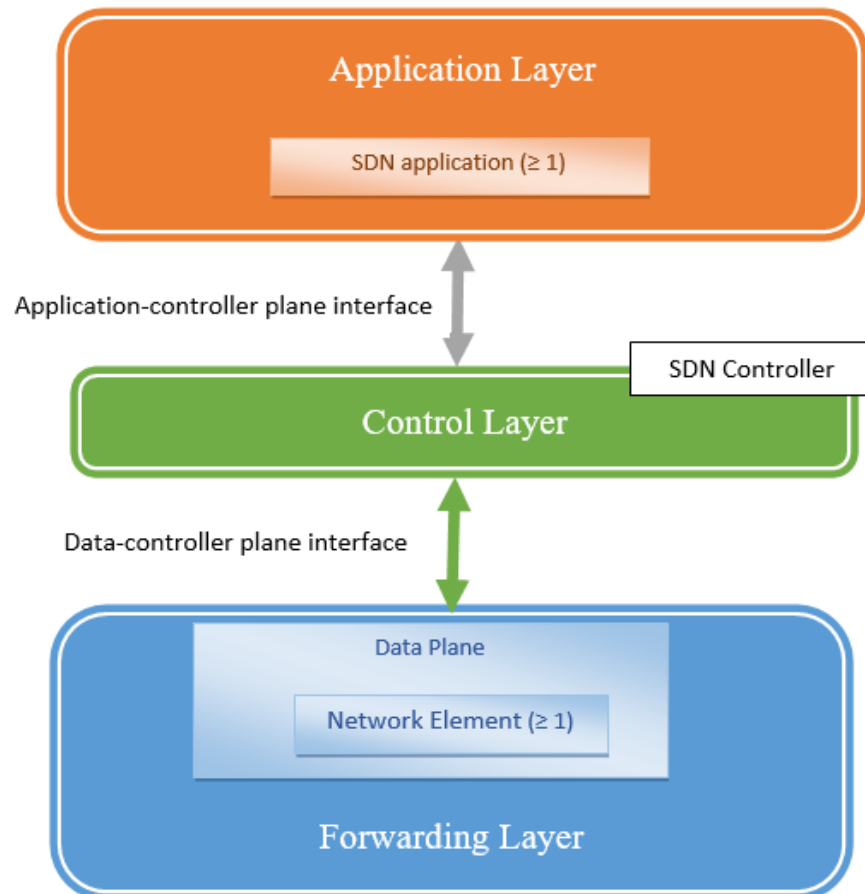 Application Layer
SDN application (≥ 1)
Application-controller plane interface
SDN Controller
Control Layer
Data-controller plane interface
Data Plane
Network Element (≥ 1)
Forwarding Layer